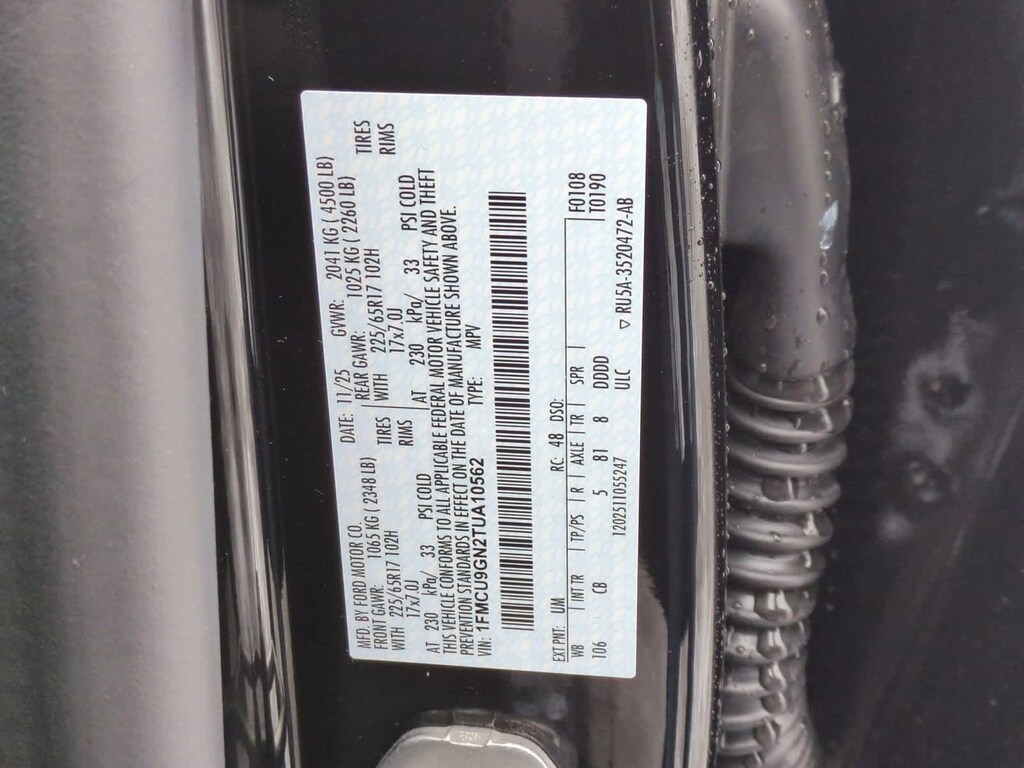 MFD. BY FORD MOTOR CO. DATE: 11/25 GVWR: 2041 KG ( 4500 LB)
FRONT GAWR: 1065 KG ( 2348 LB) REAR GAWR: 1025 KG ( 2260 LB)
WITH 225/65R17 102H TIRES WITH 225/65R17 102H TIRES
17x7.0J RIMS 17x7.0J RIMS
AT 230 kPa/ 33 PSI COLD AT 230 kPa/ 33 PSI COLD
THIS VEHICLE CONFORMS TO ALL APPLICABLE FEDERAL MOTOR VEHICLE SAFETY AND THEFT
PREVENTION STANDARDS IN EFFECT ON THE DATE OF MANUFACTURE SHOWN ABOVE.
VIN: 1FMCU9GN2TUA10562 TYPE: MPV
EXT PNT: UM RC: 48 DSO: F0108
WB INT TR TP/PS R AXLE TR SPR T0190
106 CB 5 81 8 DDDD
1202511055247 ULC ▽ RU5A-3520472-AB